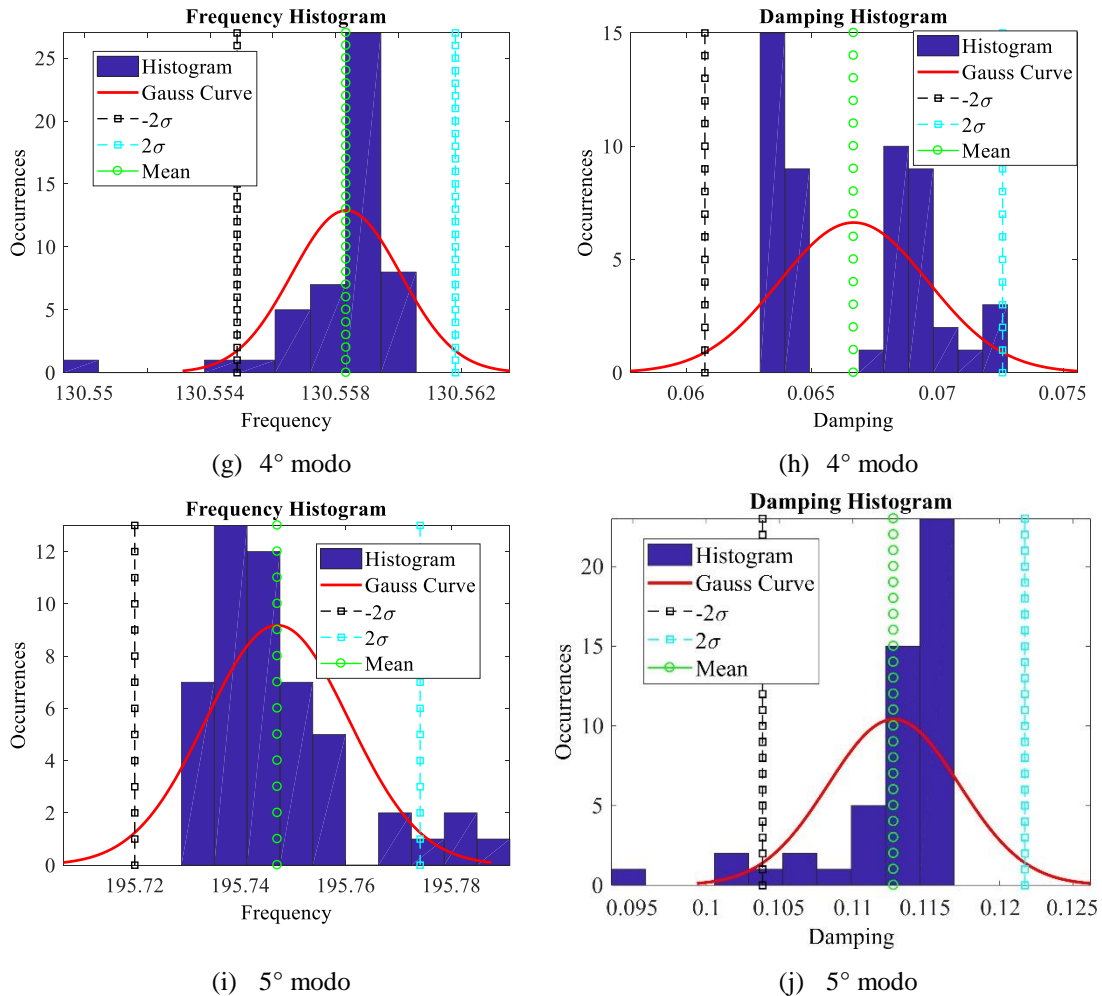 Frequency Histogram
25
20
15
10
5
0
Occurrences
Histogram
Gauss Curve
-2σ
2σ
Mean
130.55
130.554
130.558
130.562
Frequency
(g) 4° modo
Damping Histogram
15
10
5
0
Occurrences
Histogram
Gauss Curve
-2σ
2σ
Mean
0.06
0.065
0.07
0.075
Damping
(h) 4° modo
Frequency Histogram
12
10
8
6
4
2
0
Occurrences
Histogram
Gauss Curve
-2σ
2σ
Mean
195.72
195.74
195.76
195.78
Frequency
(i) 5° modo
Damping Histogram
20
15
10
5
0
Occurrences
Histogram
Gauss Curve
-2σ
2σ
Mean
0.095
0.1
0.105
0.11
0.115
0.12
0.125
Damping
(j) 5° modo